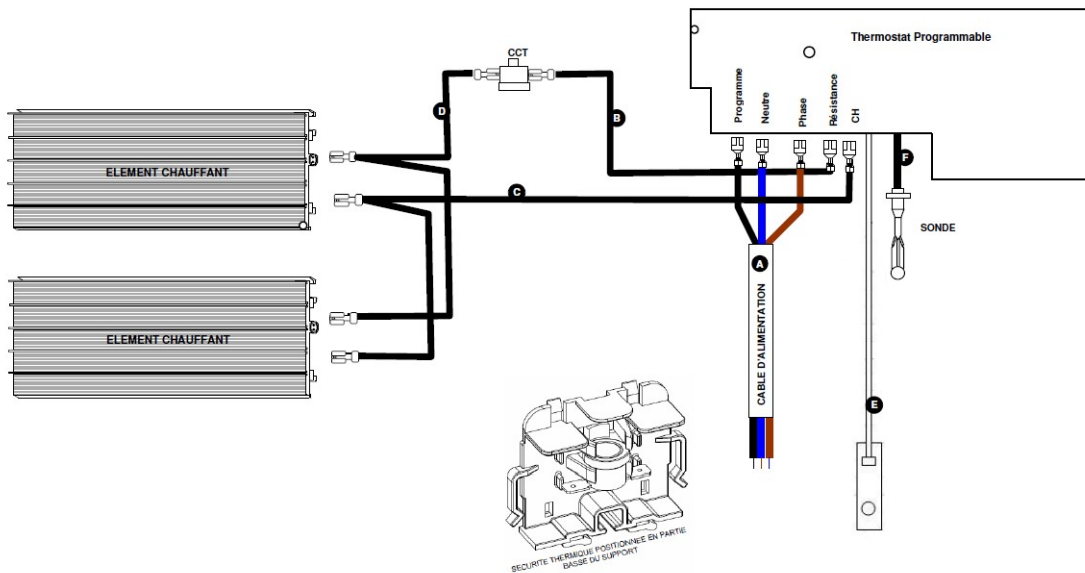 Thermostat Programmable
CCT
Programme
Neutre
Phase
Résistance
CH
D
B
F
ELEMENT CHAUFFANT
C
SONDE
A
CABLE D'ALIMENTATION
ELEMENT CHAUFFANT
E
SECURITE THERMIQUE POSITIONNEE EN PARTIE
BASSE DU SUPPORT